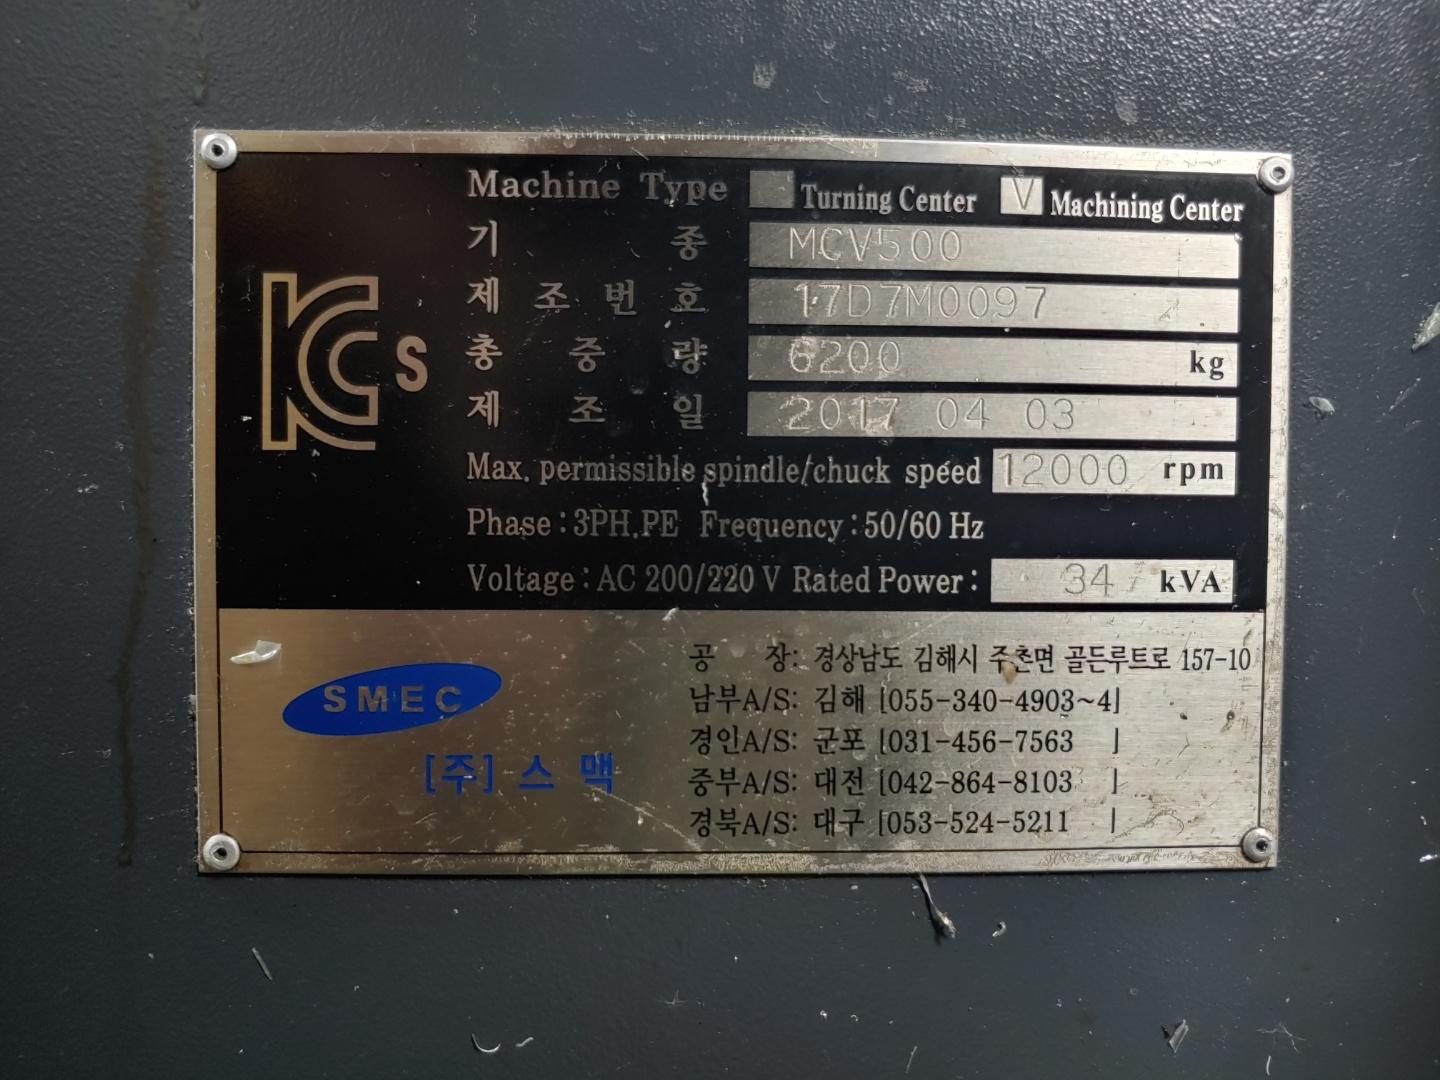 Machine Type Turning Center V Machining Center
기 종 MCV500
제 조 번 호 17D7M0097
총 중 량 6200 kg
제 조 일 2017 04 03
Max. permissible spindle/chuck speed 12000 rpm
Phase : 3PH.PE Frequency : 50/60 Hz
Voltage : AC 200/220 V Rated Power : 34 kVA
KC S
공 장: 경상남도 김해시 주촌면 골든루트로 157-10
남부A/S: 김해 [055-340-4903~4]
경인A/S: 군포 [031-456-7563 ]
중부A/S: 대전 [042-864-8103 ]
경북A/S: 대구 [053-524-5211 ]
SMEC
[주] 스 맥